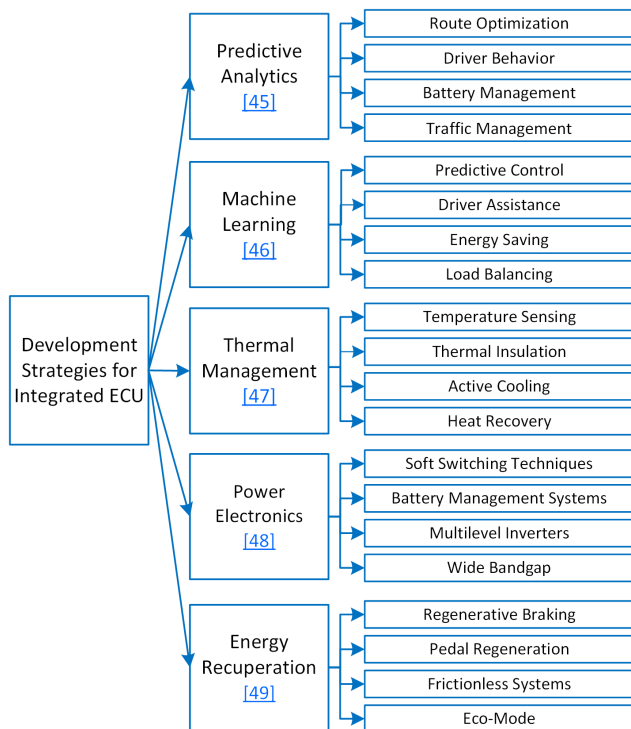 Development
Strategies for
Integrated ECU
Predictive
Analytics
[45]
Route Optimization
Driver Behavior
Battery Management
Traffic Management
Machine
Learning
[46]
Predictive Control
Driver Assistance
Energy Saving
Load Balancing
Thermal
Management
[47]
Temperature Sensing
Thermal Insulation
Active Cooling
Heat Recovery
Power
Electronics
[48]
Soft Switching Techniques
Battery Management Systems
Multilevel Inverters
Wide Bandgap
Energy
Recuperation
[49]
Regenerative Braking
Pedal Regeneration
Frictionless Systems
Eco-Mode